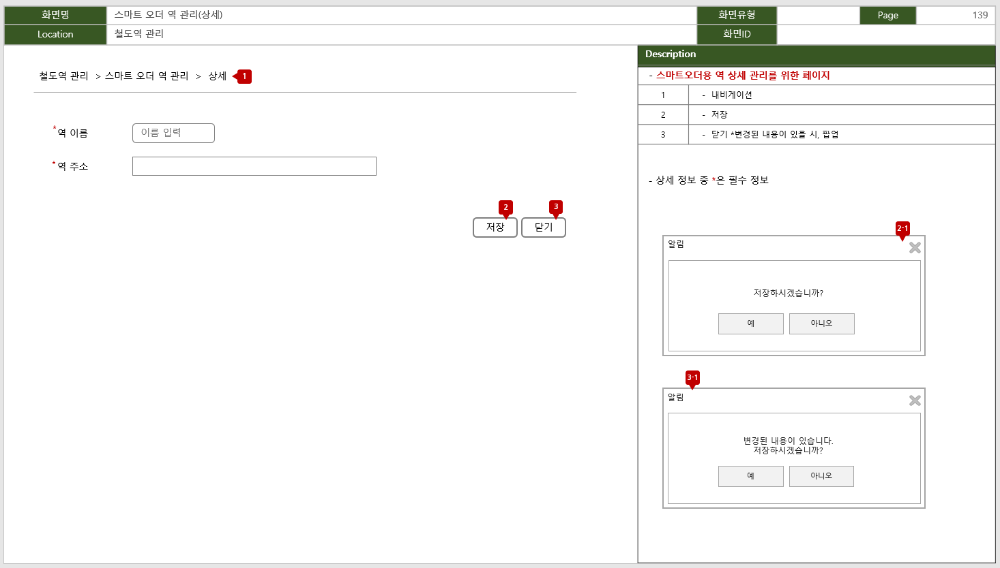 화면명
스마트 오더 역 관리(상세)
화면유형
Page
139
Location
철도역 관리
화면ID
철도역 관리 > 스마트 오더 역 관리 > 상세
1
*역 이름
이름 입력
*역 주소
2
3
저장
닫기
Description
- 스마트오더용 역 상세 관리를 위한 페이지
1 - 내비게이션
2 - 저장
3 - 닫기 *변경된 내용이 있을 시, 팝업
- 상세 정보 중 *은 필수 정보
2-1
알림
저장하시겠습니까?
예
아니오
3-1
알림
변경된 내용이 있습니다.
저장하시겠습니까?
예
아니오